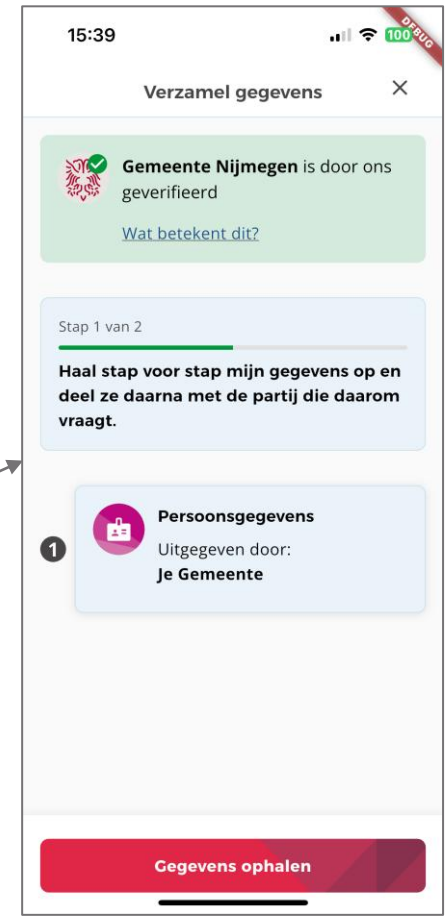 15:39
100
DEBUG
Verzamel gegevens
Gemeente Nijmegen is door ons
geverifieerd
Wat betekent dit?
Stap 1 van 2
Haal stap voor stap mijn gegevens op en
deel ze daarna met de partij die daarom
vraagt.
1
Persoonsgegevens
Uitgegeven door:
Je Gemeente
Gegevens ophalen